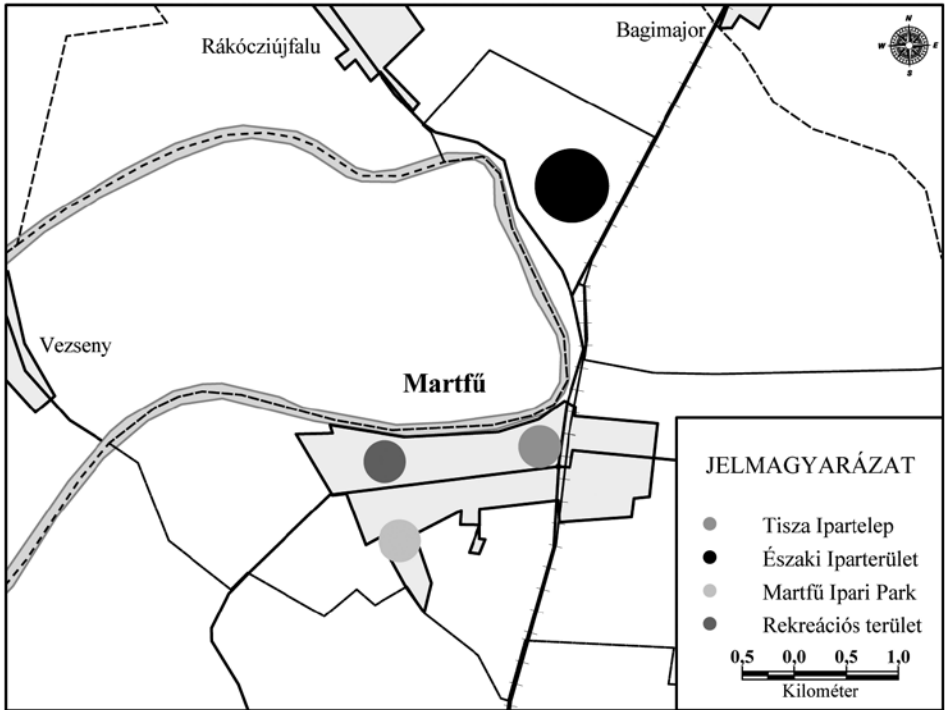 Bagimajor
Rákócziújfalu
N
W
E
S
Vezseny
Martfű
JELMAGYARÁZAT
Tisza Ipartelep
Északi Iparterület
Martfű Ipari Park
Rekreációs terület
0,5 0,0 0,5 1,0
Kilométer